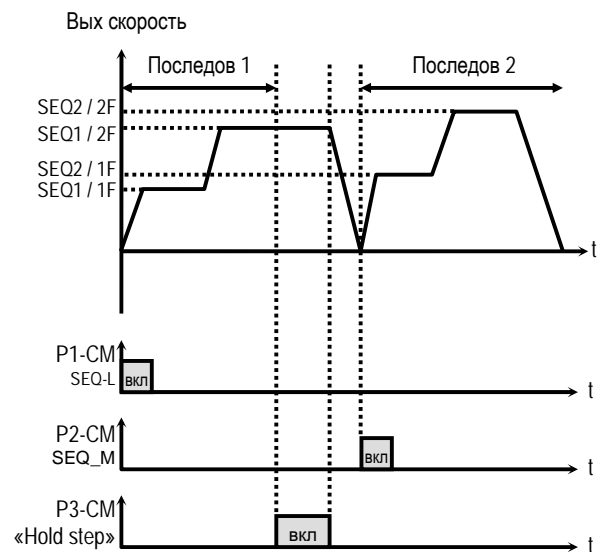 Вых скорость
Последов 1
Последов 2
SEQ2 / 2F
SEQ1 / 2F
SEQ2 / 1F
SEQ1 / 1F
t
P1-CM
SEQ-L
вкл
t
P2-CM
SEQ_M
вкл
t
P3-CM
«Hold step»
вкл
t